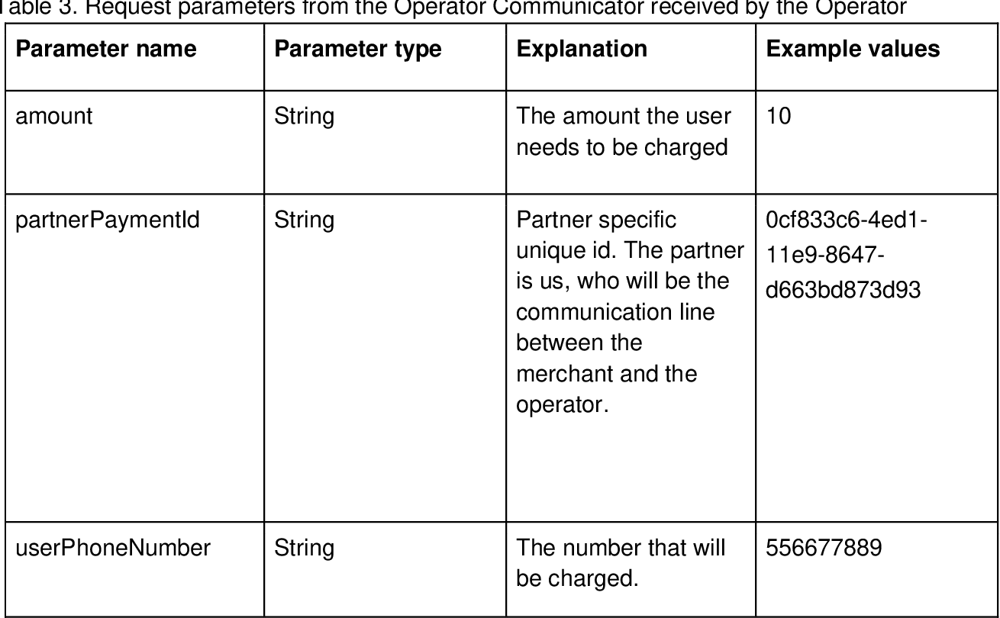 Table 3. Request parameters from the Operator Communicator received by the Operator
Parameter name Parameter type Explanation Example values
amount String The amount the user 10
needs to be charged
partnerPaymentId String Partner specific 0cf833c6-4ed1-
unique id. The partner 11e9-8647-
is us, who will be the d663bd873d93
communication line
between the
merchant and the
operator.
userPhoneNumber String The number that will 556677889
be charged.